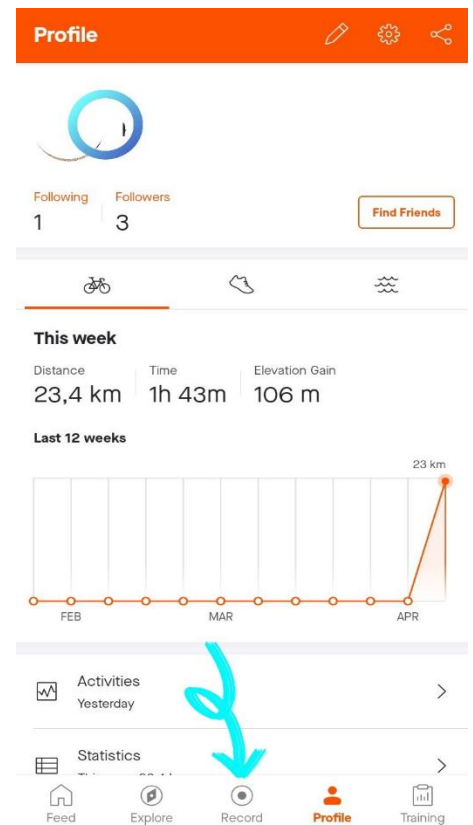 Profile
Following Followers
1 3
Find Friends
This week
Distance Time Elevation Gain
23,4 km 1h 43m 106 m
Last 12 weeks
23 km
FEB MAR APR
Activities
Yesterday
Statistics
Feed Explore Record Profile Training